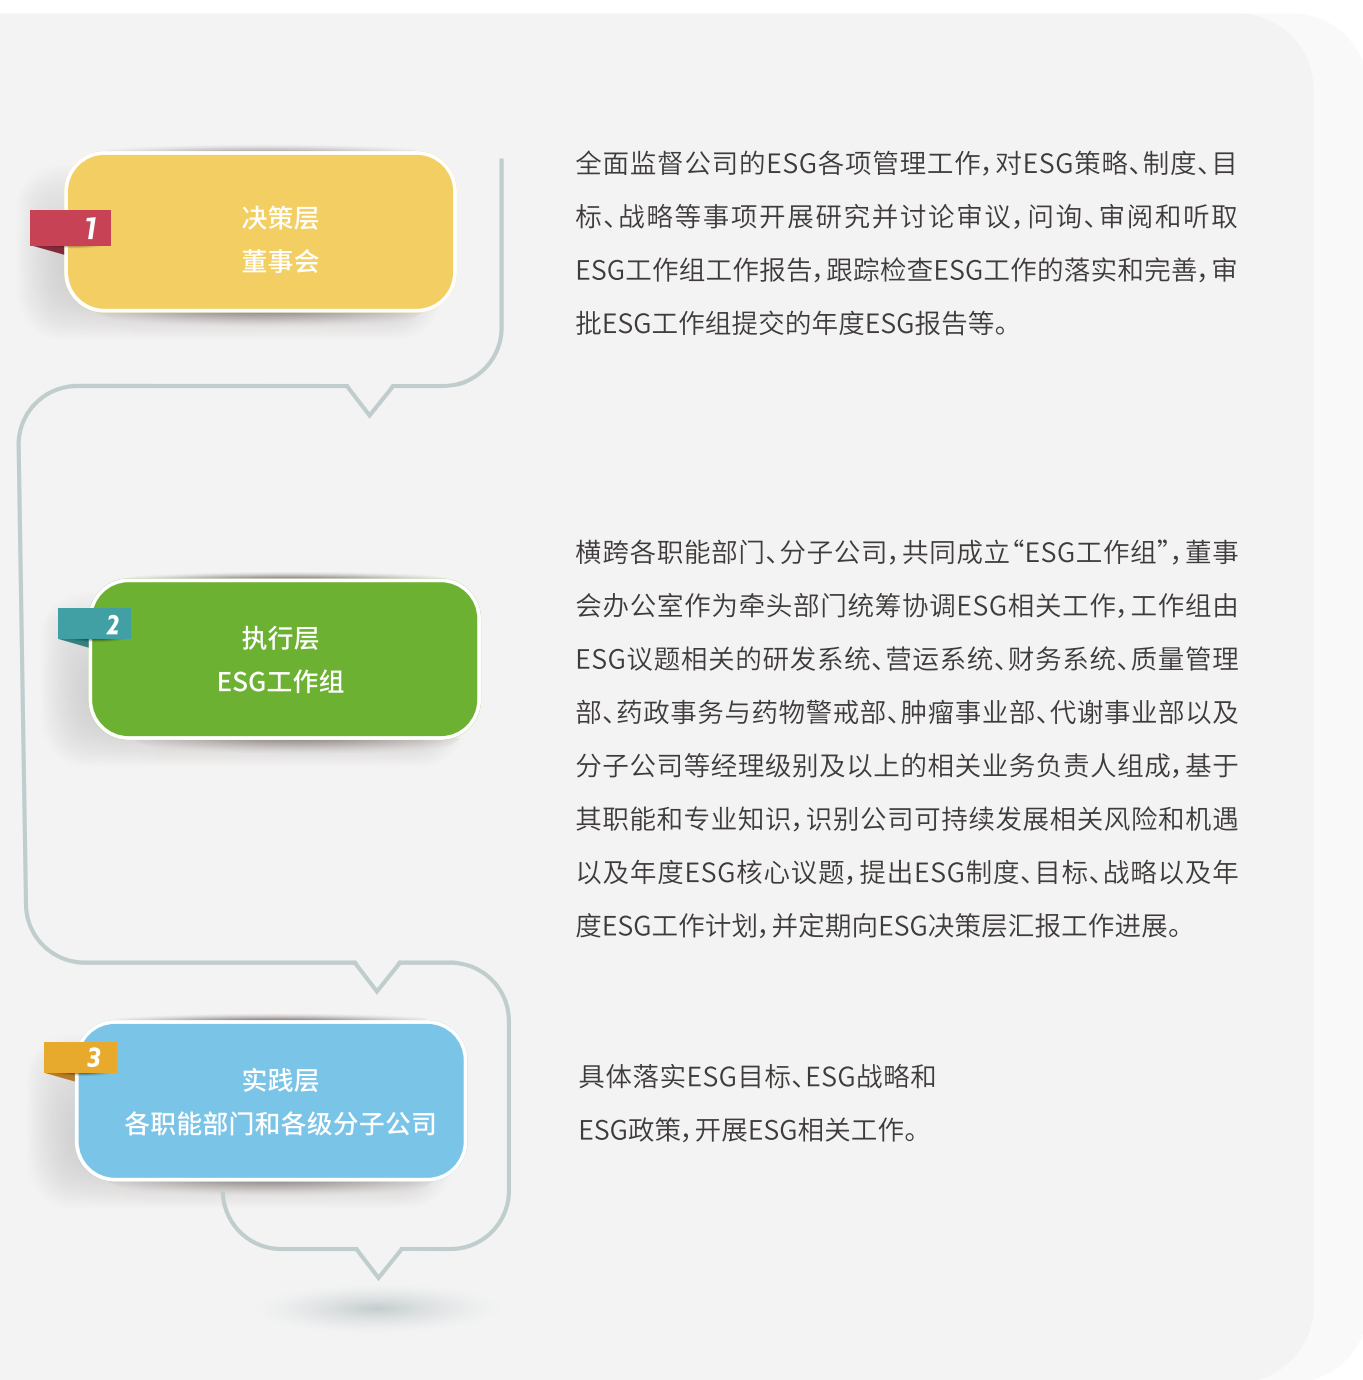 1
决策层
董事会
全面监督公司的ESG各项管理工作，对ESG策略、制度、目
标、战略等事项开展研究并讨论审议，问询、审阅和听取
ESG工作组工作报告，跟踪检查ESG工作的落实和完善，审
批ESG工作组提交的年度ESG报告等。
2
执行层
ESG工作组
横跨各职能部门、分子公司，共同成立“ESG工作组”，董事
会办公室作为牵头部门统筹协调ESG相关工作，工作组由
ESG议题相关的研发系统、营运系统、财务系统、质量管理
部、药政事务与药物警戒部、肿瘤事业部、代谢事业部以及
分子公司等经理级别及以上的相关业务负责人组成，基于
其职能和专业知识，识别公司可持续发展相关风险和机遇
以及年度ESG核心议题，提出ESG制度、目标、战略以及年
度ESG工作计划，并定期向ESG决策层汇报工作进展。
3
实践层
各职能部门和各级分子公司
具体落实ESG目标、ESG战略和
ESG政策，开展ESG相关工作。